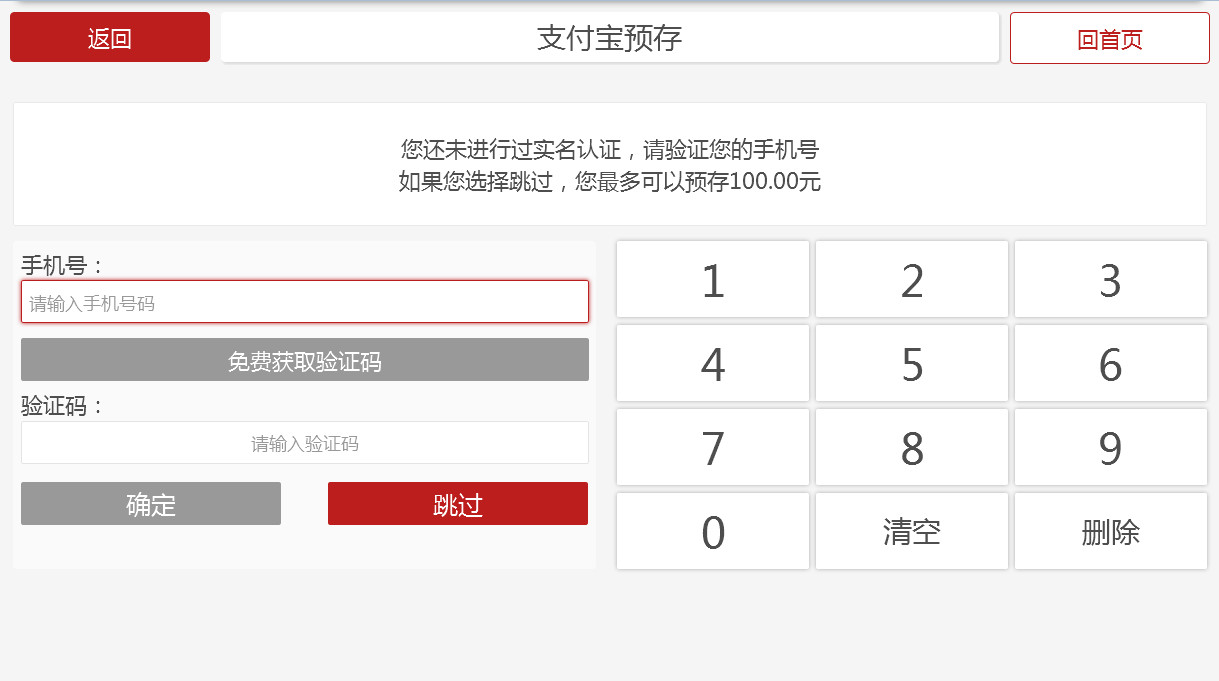 返回
支付宝预存
回首页
您还未进行过实名认证，请验证您的手机号
如果您选择跳过，您最多可以预存100.00元
手机号：
请输入手机号码
免费获取验证码
验证码：
请输入验证码
确定
跳过
1
2
3
4
5
6
7
8
9
0
清空
删除